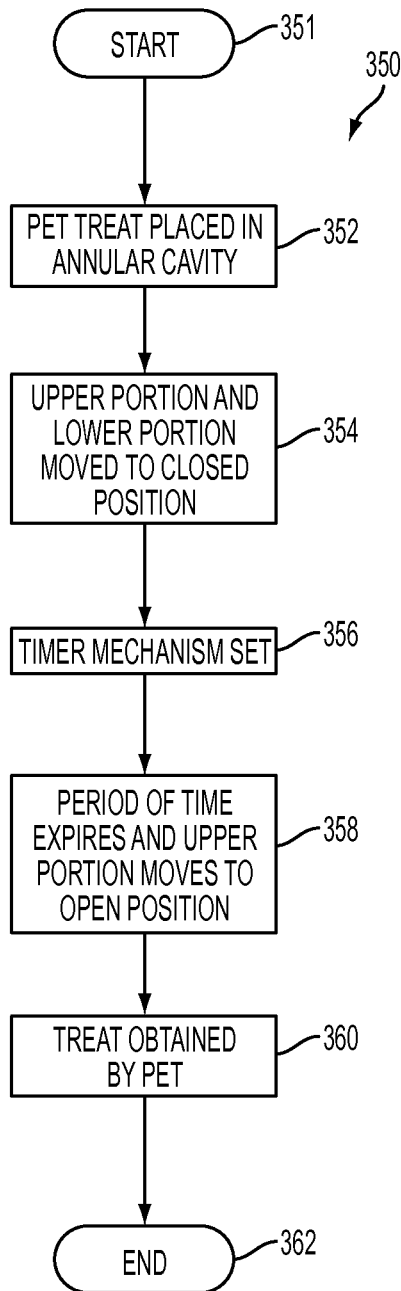 START
351
350
PET TREAT PLACED IN
ANNULAR CAVITY
352
UPPER PORTION AND
LOWER PORTION
MOVED TO CLOSED
POSITION
354
TIMER MECHANISM SET
356
PERIOD OF TIME
EXPIRES AND UPPER
PORTION MOVES TO
OPEN POSITION
358
TREAT OBTAINED
BY PET
360
END
362